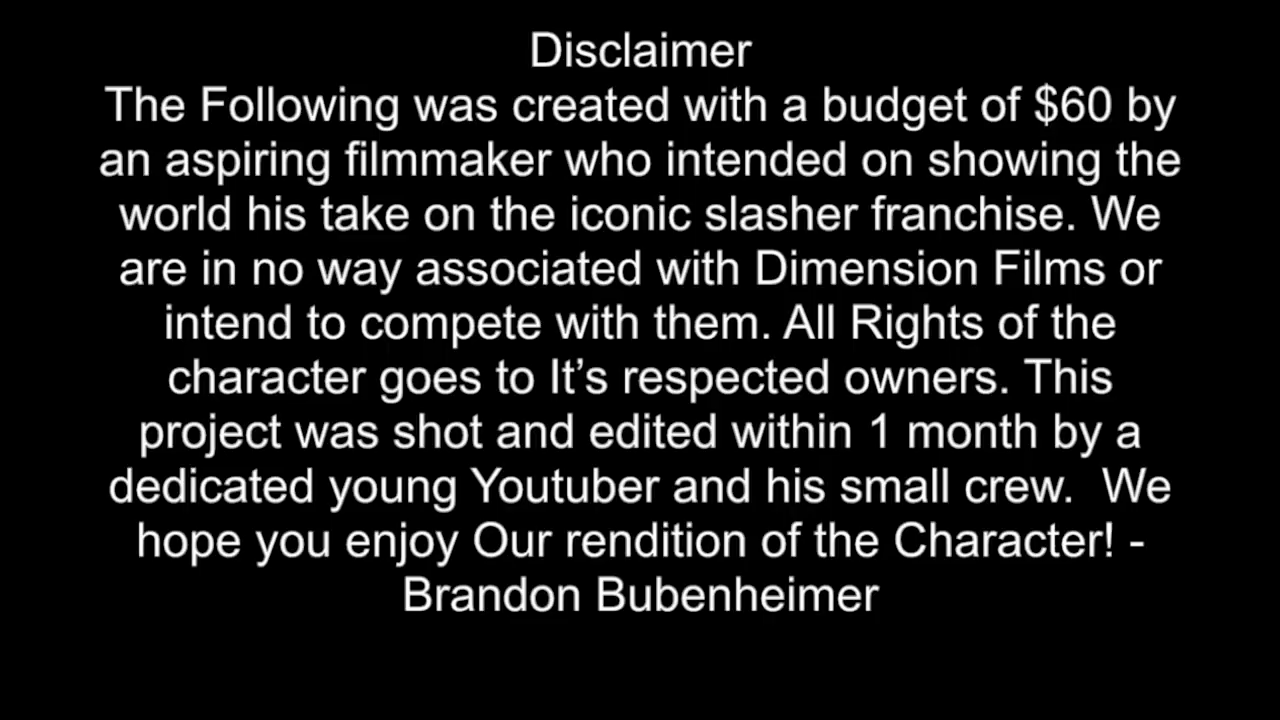 Disclaimer
The Following was created with a budget of $60 by
an aspiring filmmaker who intended on showing the
world his take on the iconic slasher franchise. We
are in no way associated with Dimension Films or
intend to compete with them. All Rights of the
character goes to It’s respected owners. This
project was shot and edited within 1 month by a
dedicated young Youtuber and his small crew.  We
hope you enjoy Our rendition of the Character! -
Brandon Bubenheimer